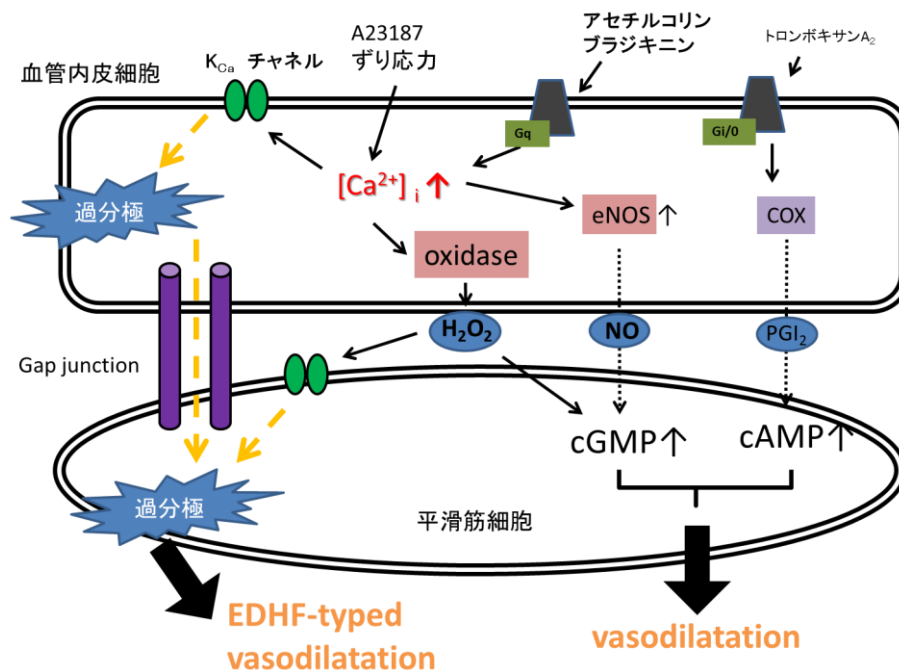 A23187
ずり応力
アセチルコリン
ブラジキニン
トロンボキサンA₂
血管内皮細胞
K_Ca チャネル
Gq
Gi/0
[Ca²⁺] i ↑
過分極
eNOS ↑
COX
oxidase
H₂O₂
NO
PGI₂
Gap junction
cGMP↑
cAMP↑
過分極
平滑筋細胞
EDHF-typed
vasodilatation
vasodilatation